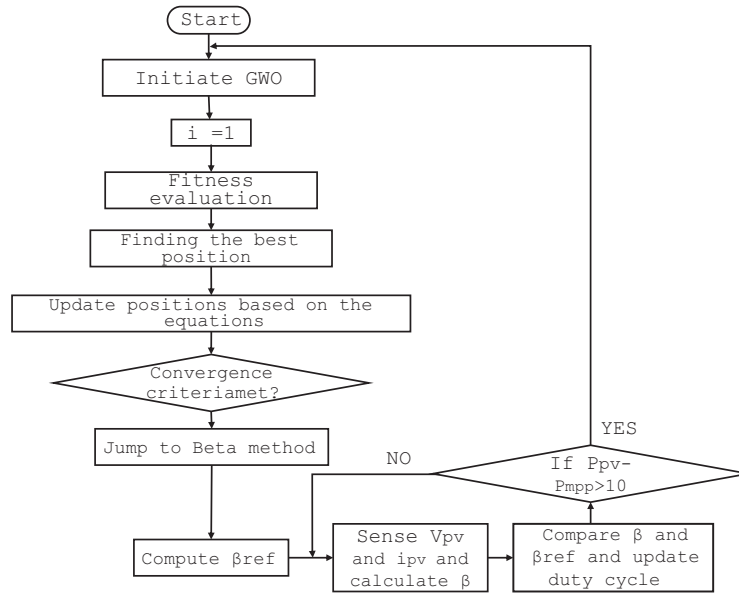 Start
Initiate GWO
i =1
Fitness
evaluation
Finding the best
position
Update positions based on the
equations
Convergence
criteriamet?
Jump to Beta method
Compute βref
Sense Vpv
and ipv and
calculate β
Compare β and
βref and update
duty cycle
If Ppv-
Pmpp>10
NO
YES